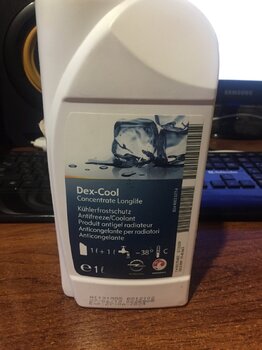 SAMSUNG
Dex-Cool
Concentrate Longlife
Kühlerfrostschutz
Antifreeze/Coolant
Produit antigel radiateur
Anticongelante per radiatori
Anticongelante
1 l + 1 l
-38°C
e 1 l